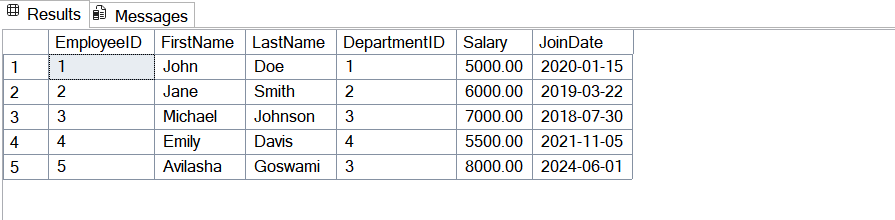 Results Messages
EmployeeID FirstName LastName DepartmentID Salary JoinDate
1 1 John Doe 1 5000.00 2020-01-15
2 2 Jane Smith 2 6000.00 2019-03-22
3 3 Michael Johnson 3 7000.00 2018-07-30
4 4 Emily Davis 4 5500.00 2021-11-05
5 5 Avilasha Goswami 3 8000.00 2024-06-01